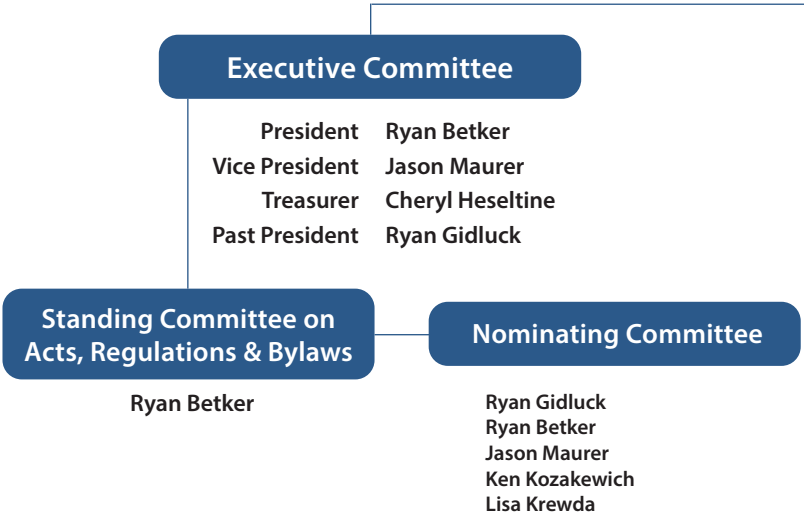 Executive Committee
President Ryan Betker
Vice President Jason Maurer
Treasurer Cheryl Heseltine
Past President Ryan Gidluck
Standing Committee on
Acts, Regulations & Bylaws
Ryan Betker
Nominating Committee
Ryan Gidluck
Ryan Betker
Jason Maurer
Ken Kozakewich
Lisa Krewda